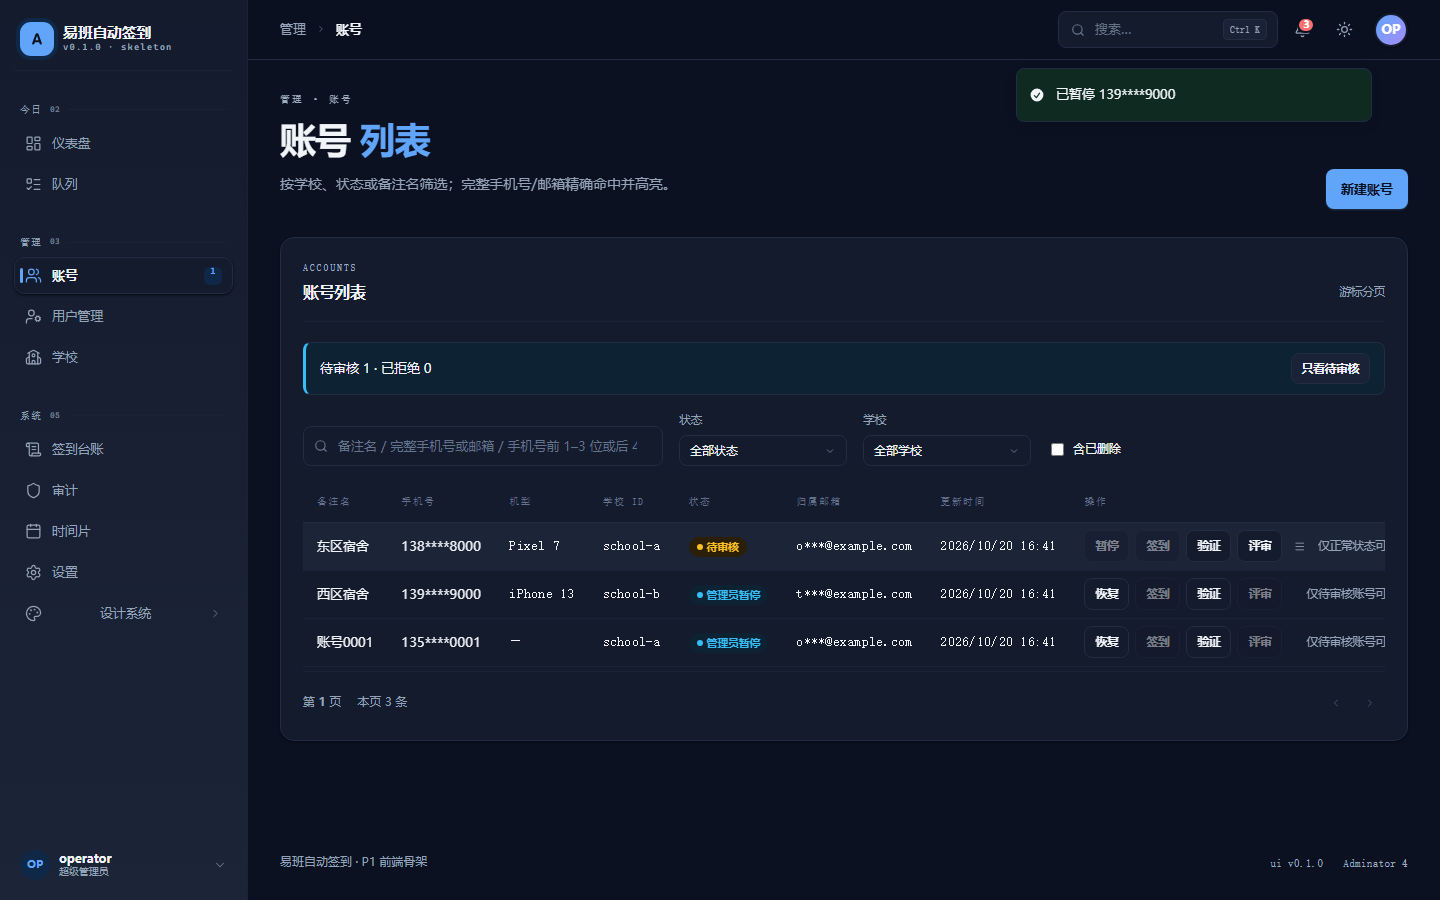 A
易班自动签到
v0.1.0 · skeleton
今日 02
仪表盘
队列
管理 03
账号
1
用户管理
学校
系统 05
签到台账
审计
时间片
设置
设计系统
OP
operator
超级管理员
管理 › 账号
搜索...
Ctrl K
3
OP
已暂停 139****9000
管理 • 账号
账号 列表
按学校、状态或备注名筛选；完整手机号/邮箱精确命中并高亮。
新建账号
ACCOUNTS
账号列表
游标分页
待审核 1 · 已拒绝 0
只看待审核
备注名 / 完整手机号或邮箱 / 手机号前 1–3 位或后 4
状态
全部状态
学校
全部学校
含已删除
备注名 手机号 机型 学校 ID 状态 归属邮箱 更新时间 操作
东区宿舍 138****8000 Pixel 7 school-a 待审核 o***@example.com 2026/10/20 16:41 暂停 签到 验证 评审 仅正常状态可
西区宿舍 139****9000 iPhone 13 school-b 管理员暂停 t***@example.com 2026/10/20 16:41 恢复 签到 验证 评审 仅待审核账号可
账号0001 135****0001 — school-a 管理员暂停 o***@example.com 2026/10/20 16:41 恢复 签到 验证 评审 仅待审核账号可
第 1 页 本页 3 条
易班自动签到 · P1 前端骨架
ui v0.1.0 Adminator 4